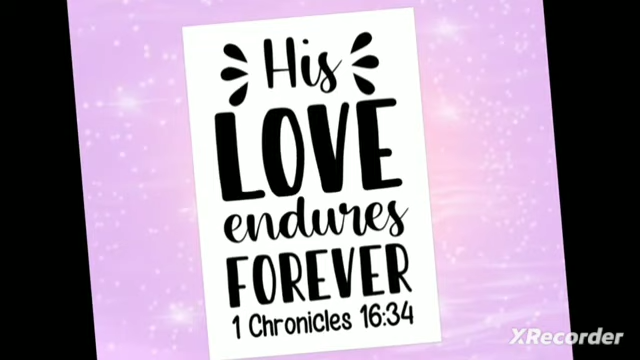 His
LOVE
endures
FOREVER
1 Chronicles 16:34
XRecorder